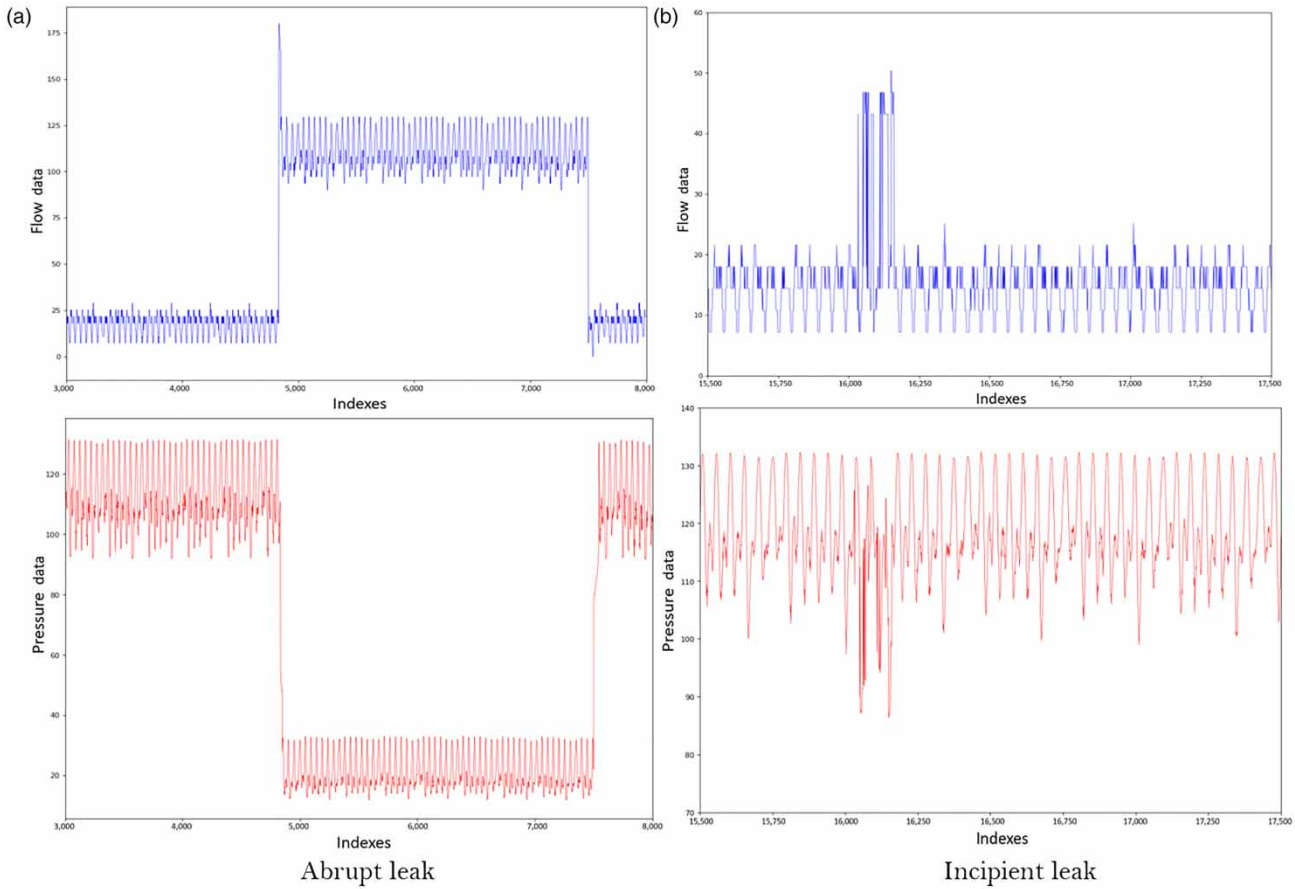 (a)
175
150
125
100
75
50
25
0
Flow data
3,000 4,000 5,000 6,000 7,000 8,000
Indexes
(b)
60
50
40
30
20
10
0
Flow data
15,500 15,750 16,000 16,250 16,500 16,750 17,000 17,250 17,500
Indexes
120
100
80
60
40
20
Pressure data
3,000 4,000 5,000 6,000 7,000 8,000
Indexes
Abrupt leak
140
130
120
110
100
90
80
70
Pressure data
15,500 15,750 16,000 16,250 16,500 16,750 17,000 17,250 17,500
Indexes
Incipient leak